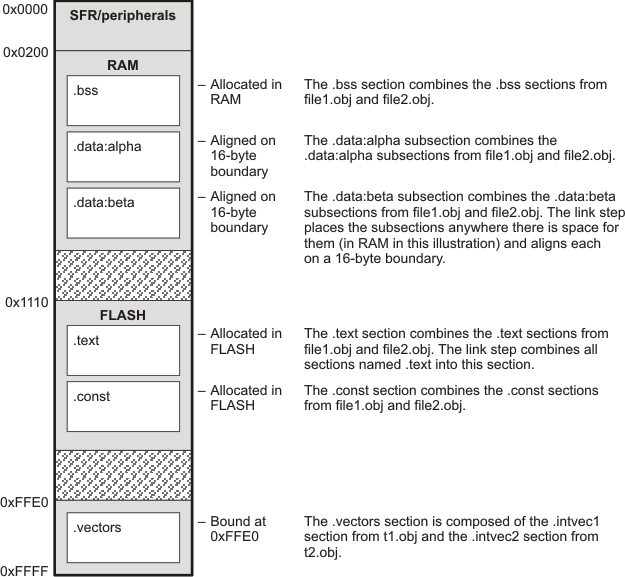 0x0000
SFR/peripherals
0x0200
RAM
.bss
– Allocated in
RAM
The .bss section combines the .bss sections from
file1.obj and file2.obj.
.data:alpha
– Aligned on
16-byte
boundary
The .data:alpha subsection combines the
.data:alpha subsections from file1.obj and file2.obj.
.data:beta
– Aligned on
16-byte
boundary
The .data:beta subsection combines the .data:beta
subsections from file1.obj and file2.obj. The link step
places the subsections anywhere there is space for
them (in RAM in this illustration) and aligns each
on a 16-byte boundary.
0x1110
FLASH
.text
– Allocated in
FLASH
The .text section combines the .text sections from
file1.obj and file2.obj. The link step combines all
sections named .text into this section.
.const
– Allocated in
FLASH
The .const section combines the .const sections
from file1.obj and file2.obj.
0xFFE0
.vectors
– Bound at
0xFFE0
The .vectors section is composed of the .intvec1
section from t1.obj and the .intvec2 section from
t2.obj.
0xFFFF